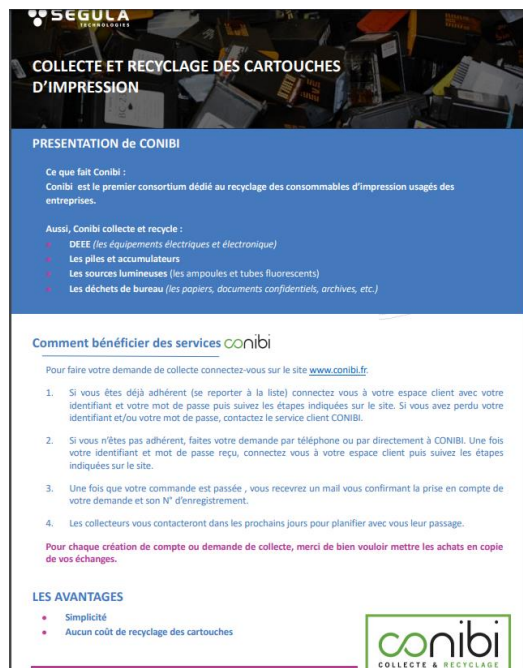 SEGULA
TECHNOLOGIES
COLLECTE ET RECYCLAGE DES CARTOUCHES
D'IMPRESSION
PRESENTATION de CONIBI
Ce que fait Conibi :
Conibi est le premier consortium dédié au recyclage des consommables d'impression usagés des
entreprises.
Aussi, Conibi collecte et recycle :
• DEEE (les équipements électriques et électronique)
• Les piles et accumulateurs
• Les sources lumineuses (les ampoules et tubes fluorescents)
• Les déchets de bureau (les papiers, documents confidentiels, archives, etc.)
Comment bénéficier des services conibi
Pour faire votre demande de collecte connectez-vous sur le site www.conibi.fr.
1. Si vous êtes déjà adhérent (se reporter à la liste) connectez vous à votre espace client avec votre
identifiant et votre mot de passe puis suivez les étapes indiquées sur le site. Si vous avez perdu votre
identifiant et/ou votre mot de passe, contactez le service client CONIBI.
2. Si vous n'êtes pas adhérent, faites votre demande par téléphone ou par directement à CONIBI. Une fois
votre identifiant et mot de passe reçu, connectez vous à votre espace client puis suivez les étapes
indiquées sur le site.
3. Une fois que votre commande est passée , vous recevrez un mail vous confirmant la prise en compte de
votre demande et son N° d'enregistrement.
4. Les collecteurs vous contacteront dans les prochains jours pour planifier avec vous leur passage.
Pour chaque création de compte ou demande de collecte, merci de bien vouloir mettre les achats en copie
de vos échanges.
LES AVANTAGES
• Simplicité
• Aucun coût de recyclage des cartouches
conibi
COLLECTE & RECYCLAGE